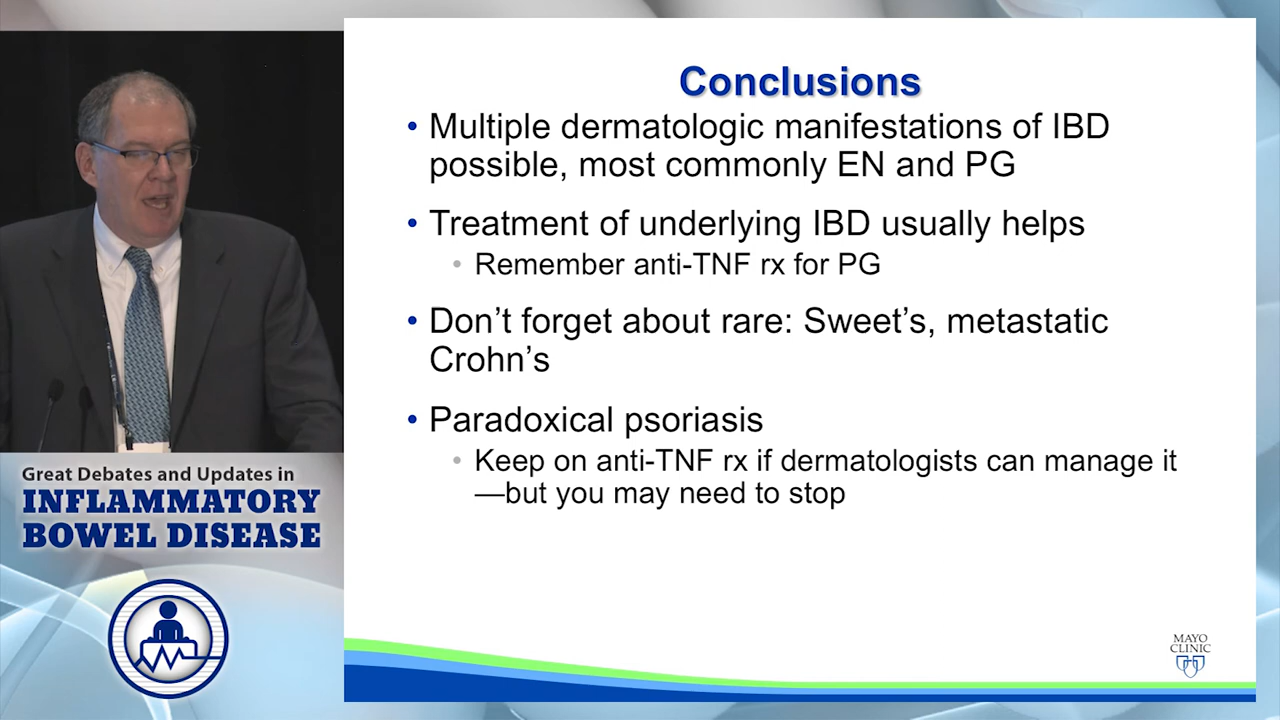 Great Debates and Updates in
INFLAMMATORY
BOWEL DISEASE
Conclusions
• Multiple dermatologic manifestations of IBD
possible, most commonly EN and PG
• Treatment of underlying IBD usually helps
• Remember anti-TNF rx for PG
• Don’t forget about rare: Sweet’s, metastatic
Crohn’s
• Paradoxical psoriasis
• Keep on anti-TNF rx if dermatologists can manage it
—but you may need to stop
MAYO
CLINIC